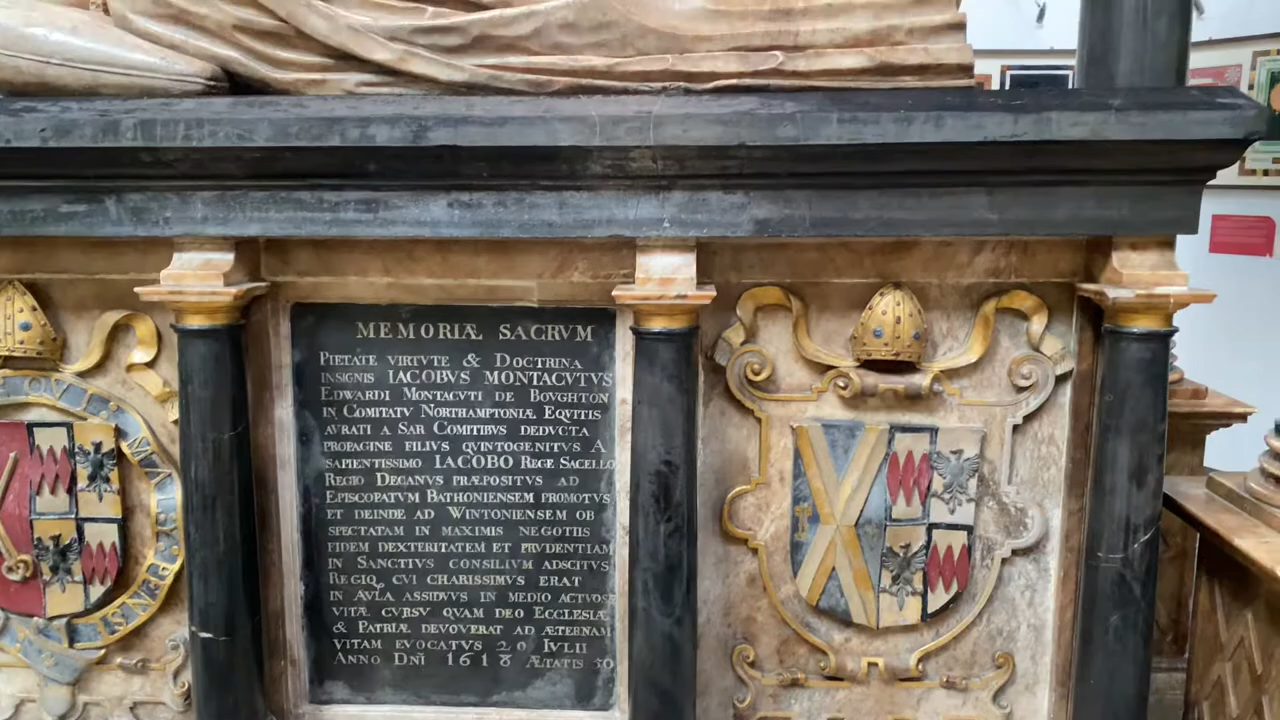 MEMORIÆ SACRVM
PIETATE VIRTVTE & DOCTRINA
INSIGNIS IACOBVS MONTACVTVS
EDWARDI MONTACVTI DE BOVGHTON
IN COMITATV NORTHAMPTONIÆ EQVITIS
AVRATI A SAR COMITIBVS DEDVCTA
PROPAGINE FILIVS QVINTOGENITVS A
SAPIENTISSIMO IACOBO REGE SACELLO
REGIO DECANVS PRÆPOSITVS AD
EPISCOPATVM BATHONIENSEM PROMOTVS
ET DEINDE AD WINTONIENSEM OB
SPECTATAM IN MAXIMIS NEGOTIIS
FIDEM DEXTERITATEM ET PRVDENTIAM
IN SANCTIVS CONSILIVM ADSCITVS
REGIQ CVI CHARISSIMVS ERAT
IN AVLA ASSIDVVS IN MEDIO ACTVOSÆ
VITÆ CVRSV QVAM DEO ECCLESIÆ
& PATRIÆ DEVOVERAT AD ÆTERNAM
VITAM EVOCATVS 20 IVLII
ANNO DNI 1618 ÆTATIS 50
QVI MAL Y PENSE